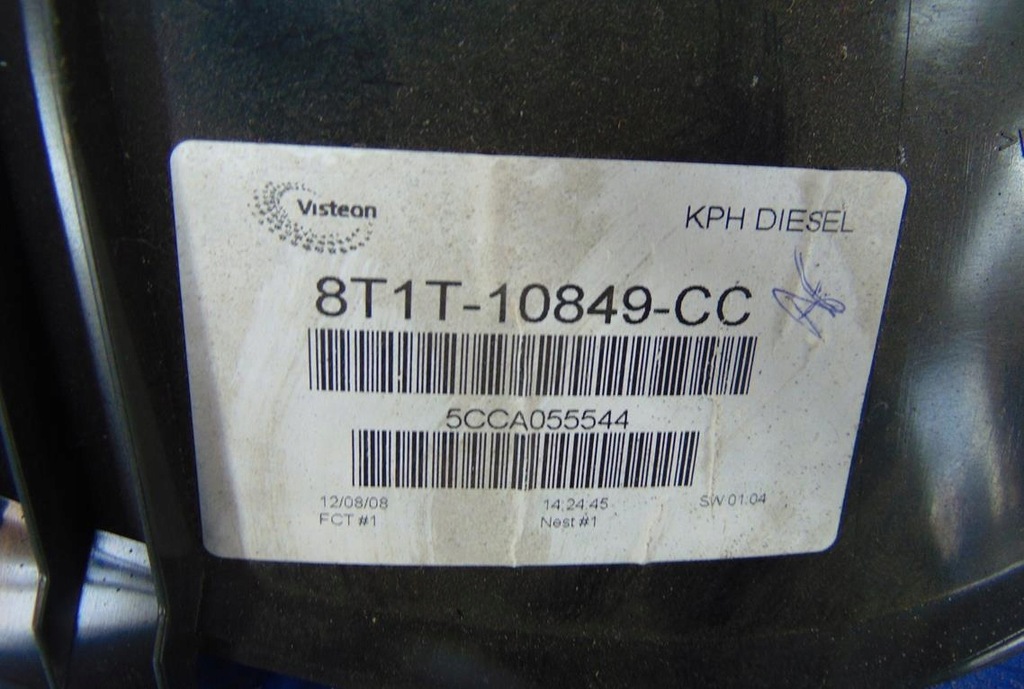 Visteon
KPH DIESEL
8T1T-10849-CC
5CCA055544
12/08/08
14:24:45
SW 01.04
FCT #1
Nest #1